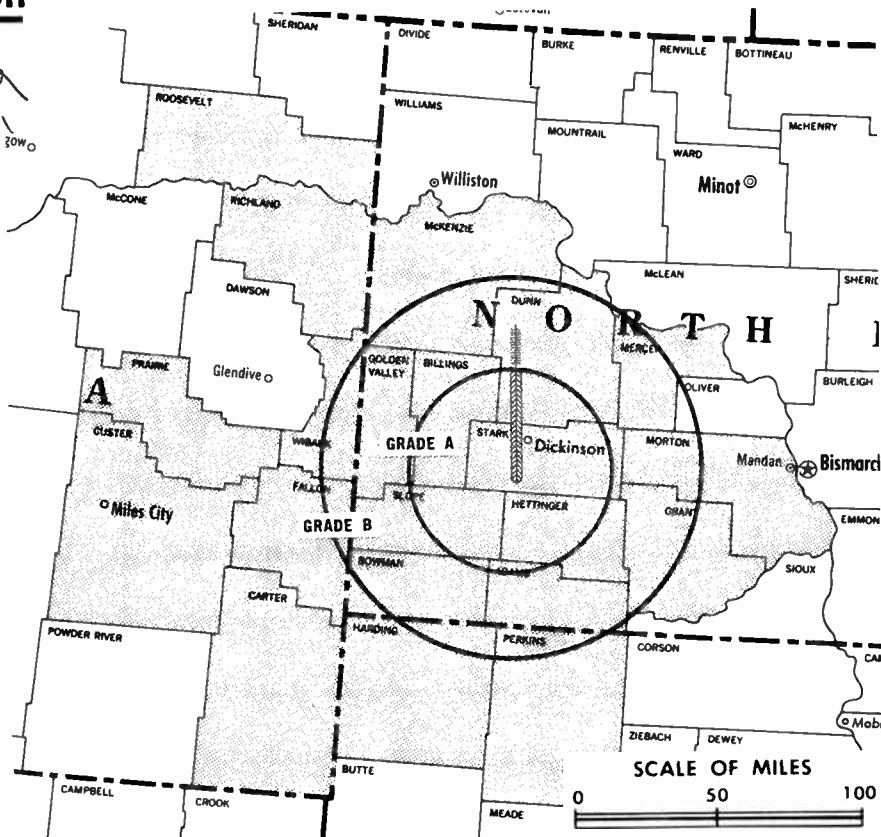 SHERIDAN
DIVIDE
BURKE
RENVILLE
BOTTINEAU
ROOSEVELT
WILLIAMS
MOUNTRAIL
McHENRY
WARD
Williston
Minot
McCONE
RICHLAND
McKENZIE
McLEAN
DAWSON
DUNN
N O R T H
MERCER
PRAIRIE
Glendive
GOLDEN
VALLEY
BILLINGS
OLIVER
BURLEIGH
A
CUSTER
WIBAUX
GRADE A
STARK
Dickinson
MORTON
Mandan
Bismarck
FALLON
SLOPE
HETTINGER
GRANT
Miles City
GRADE B
EMMON
BOWMAN
ADAMS
SIOUX
CARTER
POWDER RIVER
HARDING
PERKINS
CORSON
ZIEBACH
DEWEY
BUTTE
SCALE OF MILES
0 50 100
CAMPBELL
CROOK
MEADE